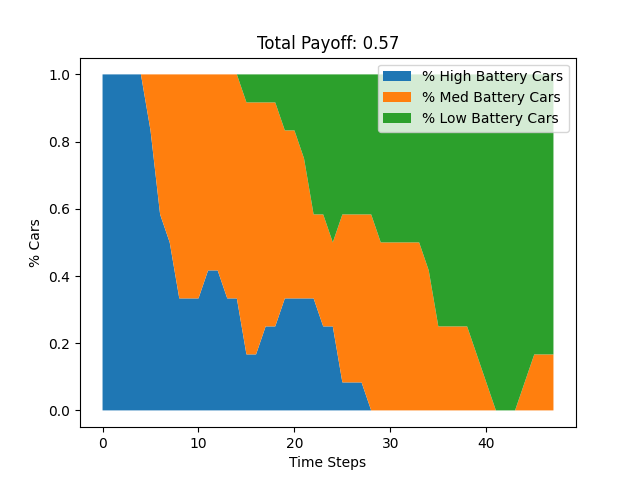 Total Payoff: 0.57
% High Battery Cars
% Med Battery Cars
% Low Battery Cars
1.0
0.8
0.6
0.4
0.2
0.0
% Cars
0 10 20 30 40
Time Steps